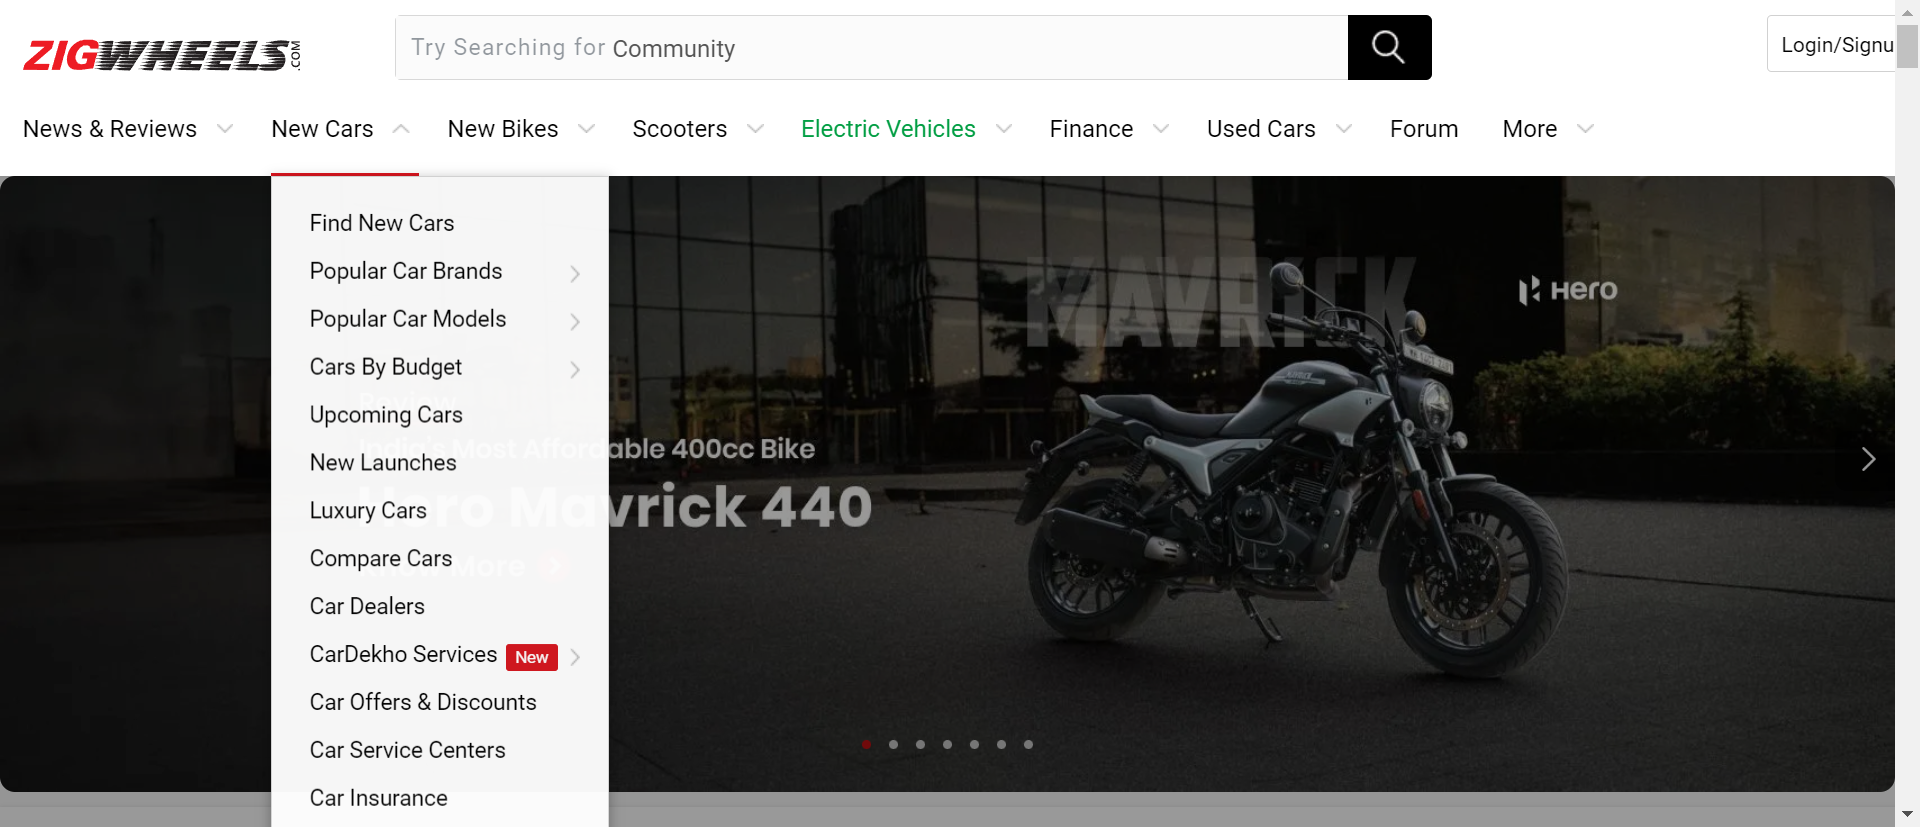 ZIGWHEELS.COM
Try Searching for Community
Login/Signu
News & Reviews
New Cars
New Bikes
Scooters
Electric Vehicles
Finance
Used Cars
Forum
More
Find New Cars
Popular Car Brands
Popular Car Models
Cars By Budget
Upcoming Cars
New Launches
Luxury Cars
Compare Cars
Car Dealers
CarDekho Services New
Car Offers & Discounts
Car Service Centers
Car Insurance
MAVRICK
Hero
Review
India's Most Affordable 400cc Bike
Hero Mavrick 440
Know More